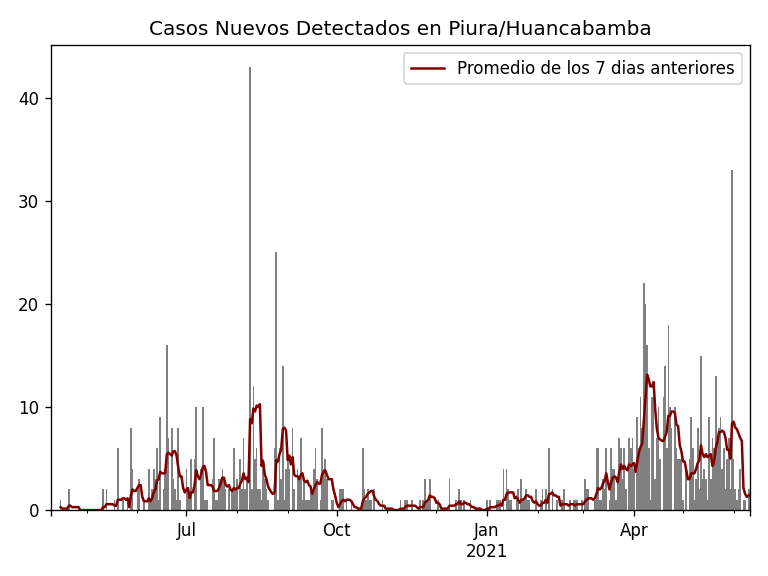 Casos Nuevos Detectados en Piura/Huancabamba
Promedio de los 7 dias anteriores
40
30
20
10
0
Jul
Oct
Jan
2021
Apr